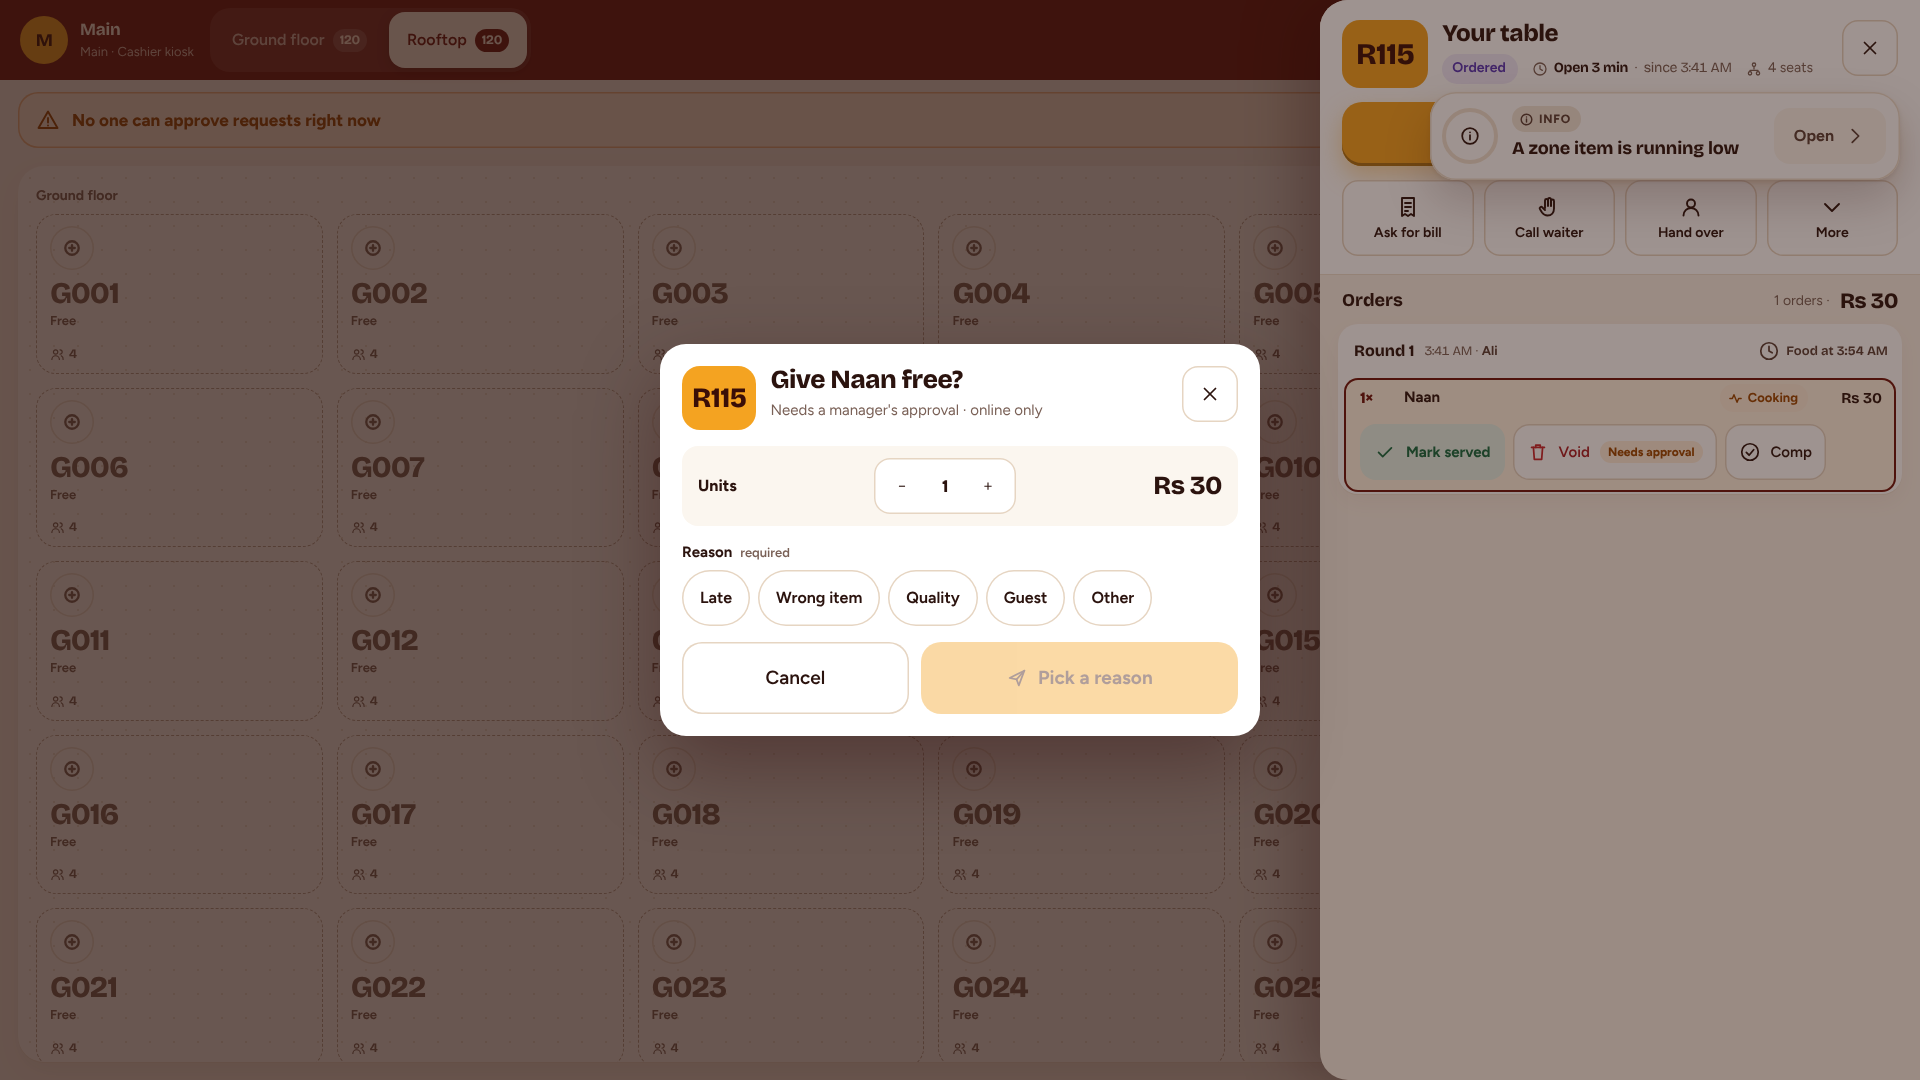 M
Main
Main · Cashier kiosk
Ground floor 120
Rooftop 120
No one can approve requests right now
Ground floor
G001
Free
4
G002
Free
4
G003
Free
4
G004
Free
4
G005
Free
4
G006
Free
4
G007
Free
4
G010
Free
4
G011
Free
4
G012
Free
4
G015
Free
4
G016
Free
4
G017
Free
4
G018
Free
4
G019
Free
4
G020
Free
4
G021
Free
4
G022
Free
4
G023
Free
4
G024
Free
4
G025
Free
4
R115
Your table
Ordered
Open 3 min · since 3:41 AM
4 seats
INFO
A zone item is running low
Open
Ask for bill
Call waiter
Hand over
More
Orders
1 orders ·
Rs 30
Round 1
3:41 AM · Ali
Food at 3:54 AM
1×
Naan
Cooking
Rs 30
Mark served
Void
Needs approval
Comp
R115
Give Naan free?
Needs a manager's approval · online only
Units
-
1
+
Rs 30
Reason required
Late
Wrong item
Quality
Guest
Other
Cancel
Pick a reason